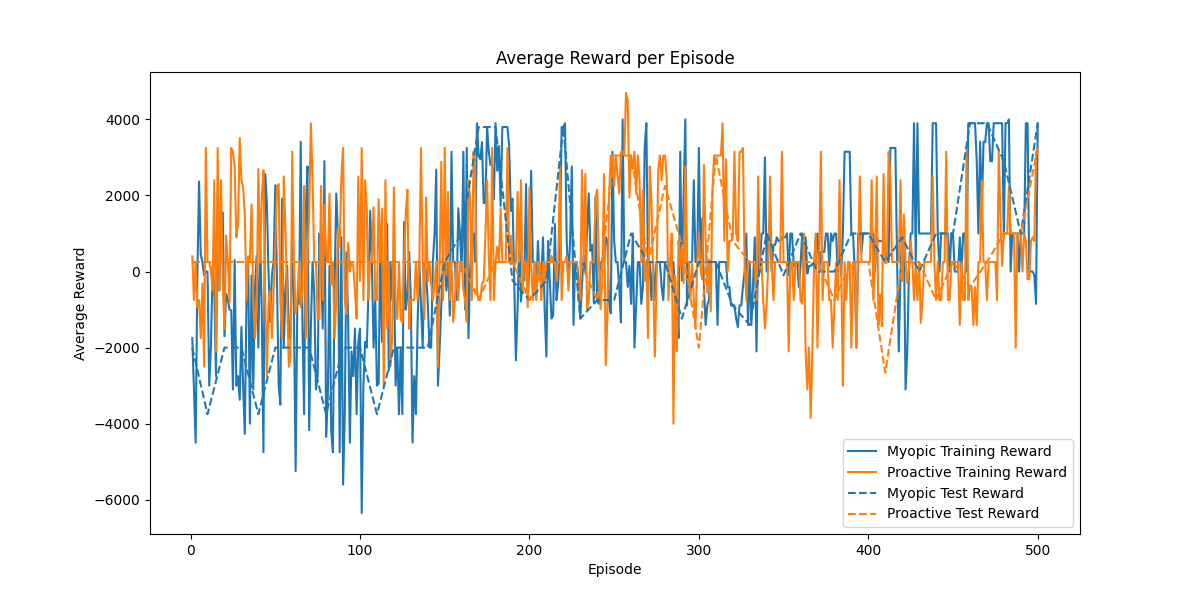 Average Reward per Episode
Average Reward
4000
2000
0
−2000
−4000
−6000
0 100 200 300 400 500
Episode
Myopic Training Reward
Proactive Training Reward
Myopic Test Reward
Proactive Test Reward